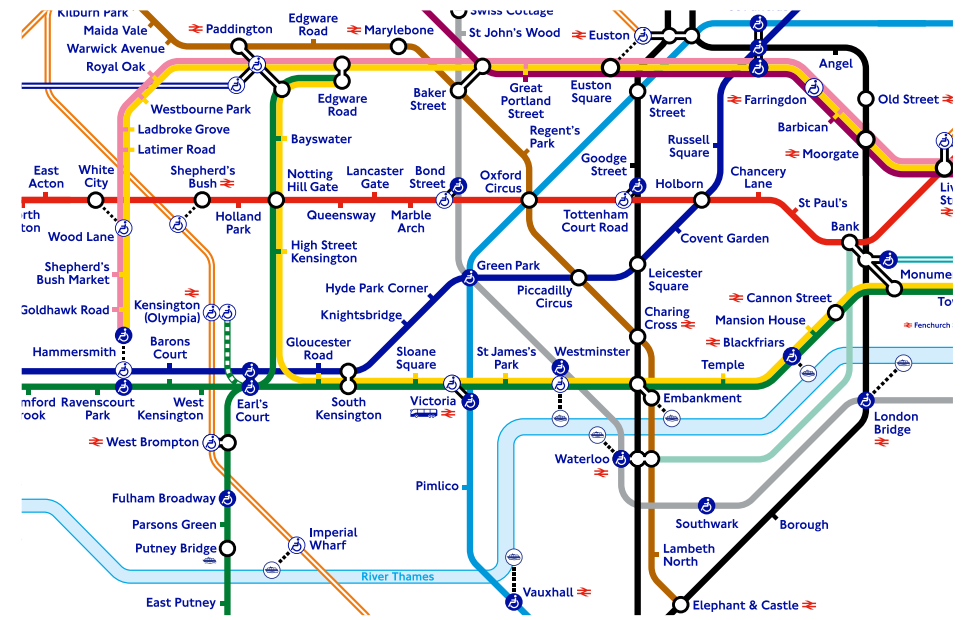 Kilburn Park
Maida Vale
Warwick Avenue
Royal Oak
Paddington
Edgware
Road
Marylebone
Swiss Cottage
St John's Wood
Euston
Angel
Westbourne Park
Edgware
Road
Baker
Street
Great
Portland
Street
Euston
Square
Warren
Street
Farringdon
Old Street
Barbican
Moorgate
Ladbroke Grove
Latimer Road
Bayswater
Regent's
Park
Goodge
Street
Russell
Square
East
Acton
White
City
Shepherd's
Bush
Notting
Hill Gate
Lancaster
Gate
Bond
Street
Oxford
Circus
Holborn
Chancery
Lane
St Paul's
Bank
Wood Lane
Holland
Park
Queensway
Marble
Arch
Tottenham
Court Road
Covent Garden
High Street
Kensington
Green Park
Leicester
Square
Shepherd's
Bush Market
Hyde Park Corner
Piccadilly
Circus
Monume
Cannon Street
Goldhawk Road
Kensington
(Olympia)
Knightsbridge
Charing
Cross
Mansion House
Blackfriars
Fenchurch
Hammersmith
Barons
Court
Gloucester
Road
Sloane
Square
St James's
Park
Westminster
Temple
mford
rook
Ravenscourt
Park
West
Kensington
Earl's
Court
South
Kensington
Victoria
Embankment
London
Bridge
West Brompton
Waterloo
Fulham Broadway
Pimlico
Southwark
Borough
Parsons Green
Putney Bridge
Imperial
Wharf
Lambeth
North
River Thames
East Putney
Vauxhall
Elephant & Castle